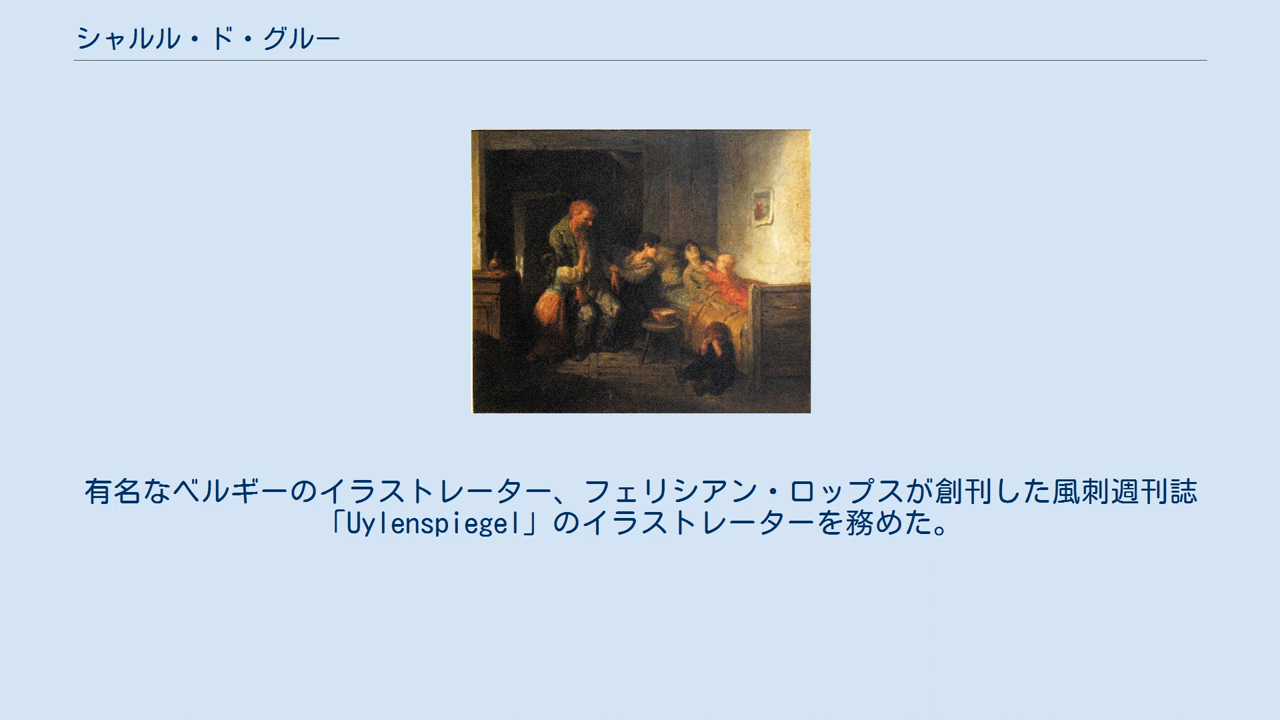 シャルル・ド・グルー
有名なベルギーのイラストレーター、フェリシアン・ロップスが創刊した風刺週刊誌
「Uylenspiegel」のイラストレーターを務めた。